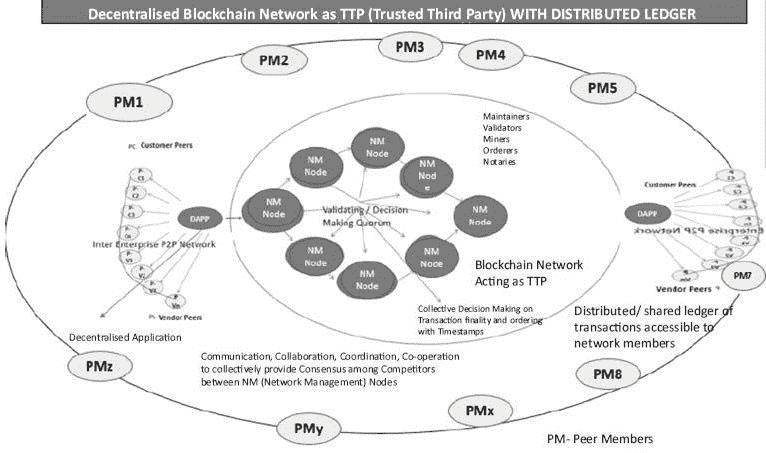 Decentralised Blockchain Network as TTP (Trusted Third Party) WITH DISTRIBUTED LEDGER
PM1
PM2
PM3
PM4
PM5
Maintainers
Validators
Miners
Orderers
Notaries
Customer Peers
DAPP
Inter Enterprise P2P Network
Vendor Peers
Decentralised Application
NM
Node
NM
Node
NM
Node
NM
Nod
e
NM
Node
NM
Node
NM
Node
NM
Node
Validating / Decision
Making Quorum
Blockchain Network
Acting as TTP
Collective Decision Making on
Transaction finality and ordering
with Timestamps
Customer Peers
DAPP
Enterprise P2P
Network
Vendor Peers
PM7
Distributed/ shared ledger of
transactions accessible to
network members
Communication, Collaboration, Coordination, Co-operation
to collectively provide Consensus among Competitors
between NM (Network Management) Nodes
PMz
PMy
PMx
PM8
PM- Peer Members